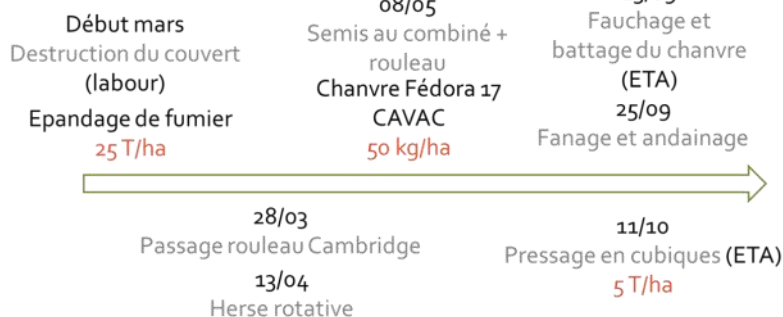 Début mars
Destruction du couvert
(labour)
Epandage de fumier
25 T/ha
08/05
Semis au combiné +
rouleau
Chanvre Fédora 17
CAVAC
50 kg/ha
Fauchage et
battage du chanvre
(ETA)
25/09
Fanage et andainage
28/03
Passage rouleau Cambridge
13/04
Herse rotative
11/10
Pressage en cubiques (ETA)
5 T/ha